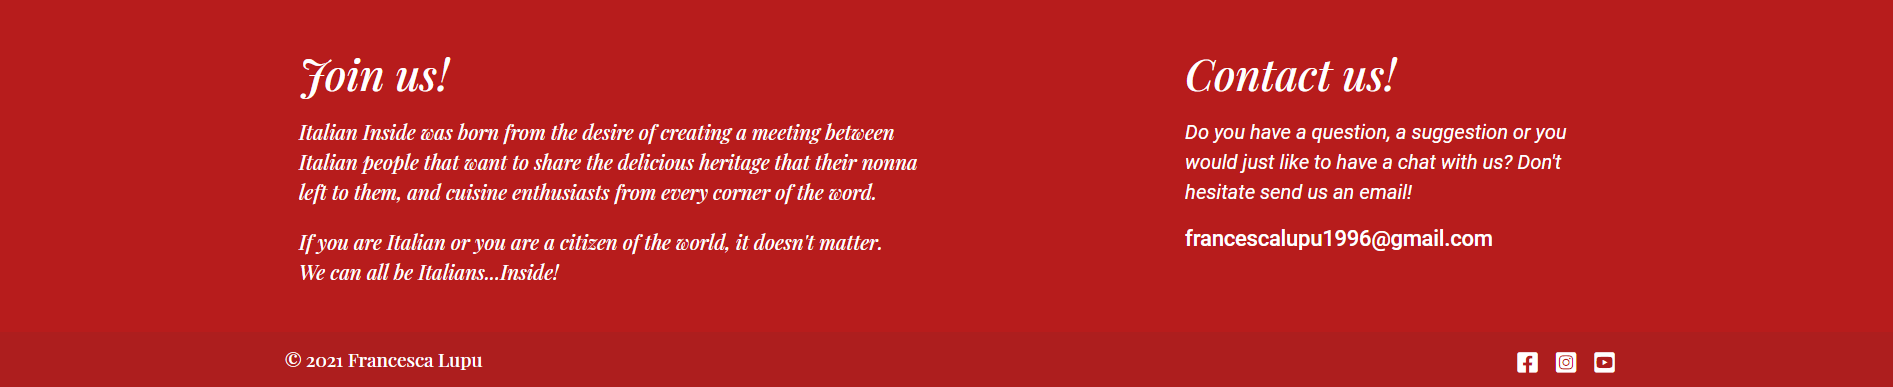 Join us!
Italian Inside was born from the desire of creating a meeting between
Italian people that want to share the delicious heritage that their nonna
left to them, and cuisine enthusiasts from every corner of the word.
If you are Italian or you are a citizen of the world, it doesn't matter.
We can all be Italians...Inside!
Contact us!
Do you have a question, a suggestion or you
would just like to have a chat with us? Don't
hesitate send us an email!
francescalupu1996@gmail.com
© 2021 Francesca Lupu